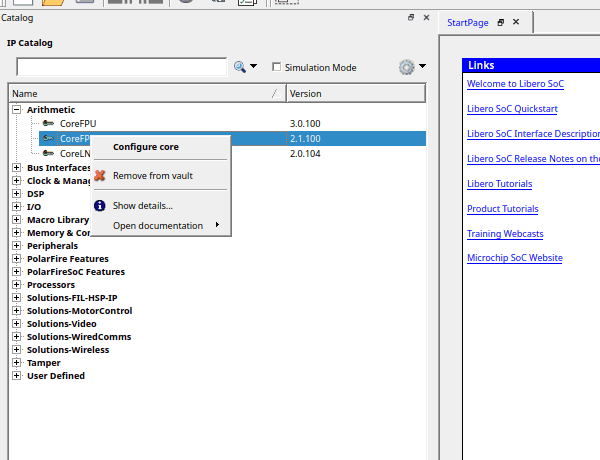 Catalog
StartPage
IP Catalog
Simulation Mode
Name
Version
Arithmetic
CoreFPU
3.0.100
CoreFP
2.1.100
CoreLN
2.0.104
Configure core
Remove from vault
Show details...
Open documentation
Bus Interfaces
Clock & Manag
DSP
I/O
Macro Library
Memory & Con
Peripherals
PolarFire Features
PolarFireSoC Features
Processors
Solutions-FIL-HSP-IP
Solutions-MotorControl
Solutions-Video
Solutions-WiredComms
Solutions-Wireless
Tamper
User Defined
Links
Welcome to Libero SoC
Libero SoC Quickstart
Libero SoC Interface Description
Libero SoC Release Notes on the
Libero Tutorials
Product Tutorials
Training Webcasts
Microchip SoC Website